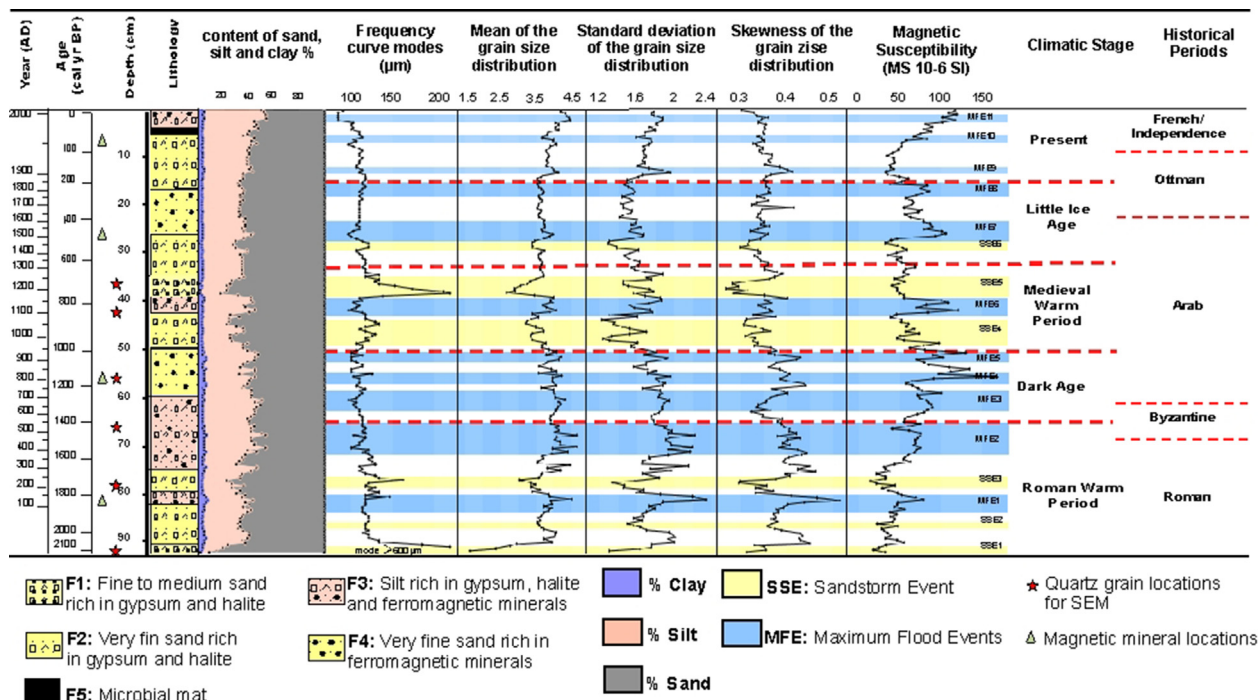 Year (AD)
Age
(cal yr BP)
Depth (cm)
Lithology
content of sand,
silt and clay %
Frequency
curve modes
(µm)
Mean of the
grain size
distribution
Standard deviation
of the grain size
distribution
Skewness of the
grain zise
distribution
Magnetic
Susceptibility
(MS 10-6 SI)
Climatic Stage
Historical
Periods
20 40 60 80
100 150 200
1.5 2.5 3.5 4.5
1.2 1.6 2 2.4
0.3 0.4 0.5
0 50 100 150
2000
1900
1800
1700
1600
1500
1400
1300
1200
1100
1000
900
800
700
600
500
400
300
200
100
2000
2100
0
100
200
400
600
800
1000
1200
1400
1600
1800
10
20
30
40
50
60
70
80
90
mode >600 µm
MFE11
MFE10
MFE9
MFE8
MFE7
SSE6
SSE5
MFE6
SSE4
MFE5
MFE4
MFE3
MFE2
SSE3
MFE1
SSE2
SSE1
Present
Little Ice
Age
Medieval
Warm
Period
Dark Age
Roman Warm
Period
French/
Independence
Ottman
Arab
Byzantine
Roman
F1: Fine to medium sand
rich in gypsum and halite
F2: Very fin sand rich
in gypsum and halite
F5: Microbial mat
F3: Silt rich in gypsum, halite
and ferromagnetic minerals
F4: Very fine sand rich in
ferromagnetic minerals
% Clay
% Silt
% Sand
SSE: Sandstorm Event
MFE: Maximum Flood Events
Quartz grain locations
for SEM
Magnetic mineral locations